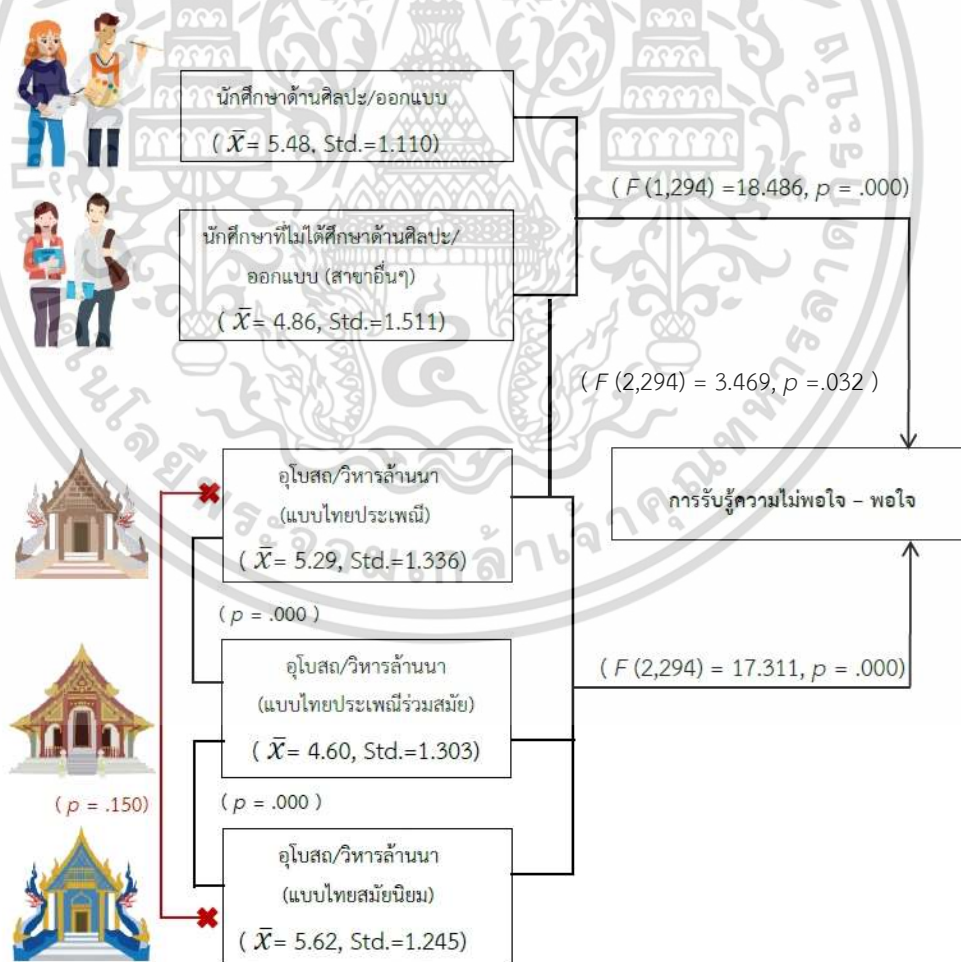 นักศึกษาด้านศิลปะ/ออกแบบ
( x̄ = 5.48, Std.=1.110)
( F (1,294) =18.486, p = .000)
นักศึกษาที่ไม่ได้ศึกษาด้านศิลปะ/
ออกแบบ (สาขาอื่นๆ)
( x̄ = 4.86, Std.=1.511)
( F (2,294) = 3.469, p =.032 )
อุโบสถ/วิหารล้านนา
(แบบไทยประเพณี)
( x̄ = 5.29, Std.=1.336)
การรับรู้ความไม่พอใจ – พอใจ
( p = .000 )
อุโบสถ/วิหารล้านนา
(แบบไทยประเพณีร่วมสมัย)
( x̄ = 4.60, Std.=1.303)
( F (2,294) = 17.311, p = .000)
( p = .150)
( p = .000 )
อุโบสถ/วิหารล้านนา
(แบบไทยสมัยนิยม)
( x̄ = 5.62, Std.=1.245)